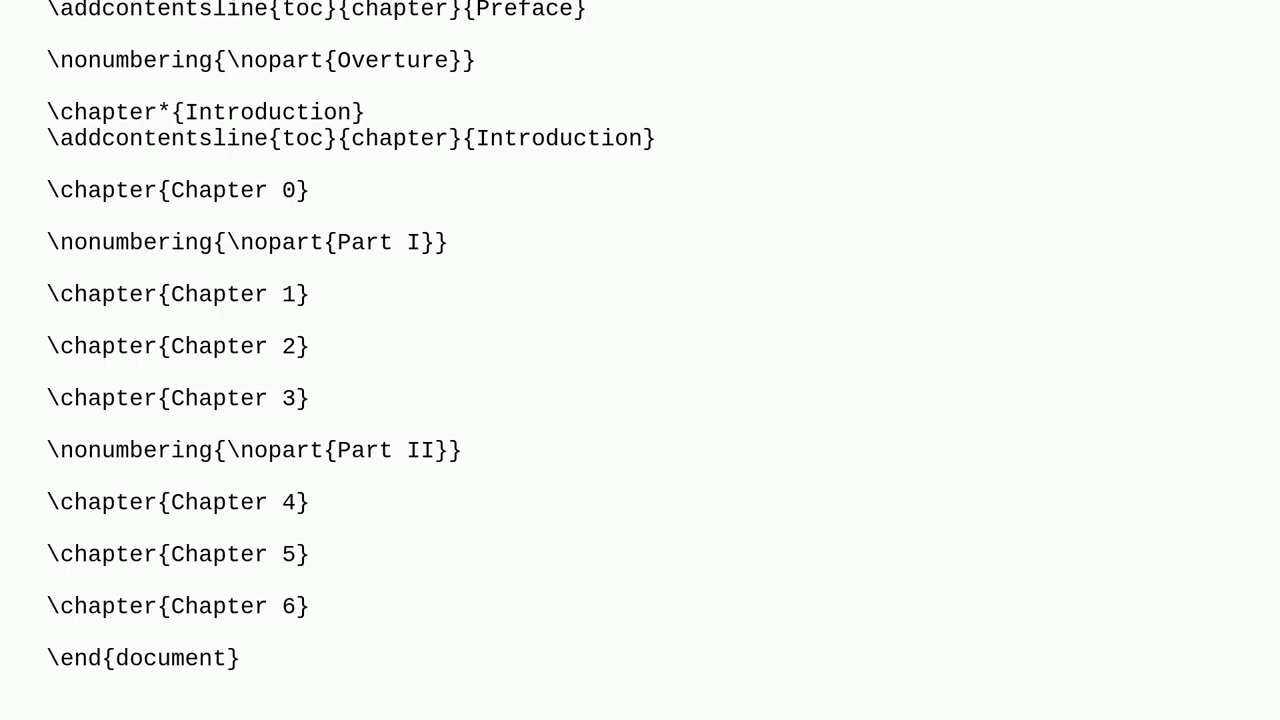 \addcontentsline{toc}{chapter}{Preface}
\nonumbering{\nopart{Overture}}
\chapter*{Introduction}
\addcontentsline{toc}{chapter}{Introduction}
\chapter{Chapter 0}
\nonumbering{\nopart{Part I}}
\chapter{Chapter 1}
\chapter{Chapter 2}
\chapter{Chapter 3}
\nonumbering{\nopart{Part II}}
\chapter{Chapter 4}
\chapter{Chapter 5}
\chapter{Chapter 6}
\end{document}